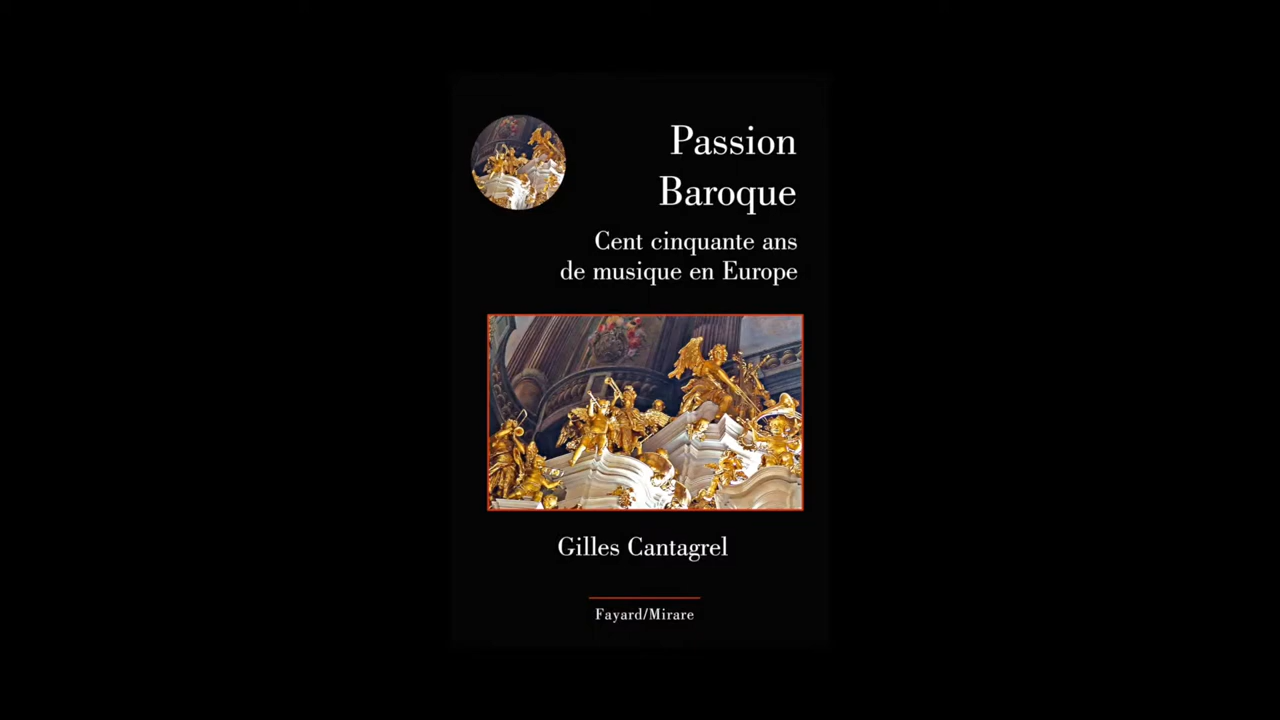 Passion
Baroque
Cent cinquante ans
de musique en Europe
Gilles Cantagrel
Fayard/Mirare